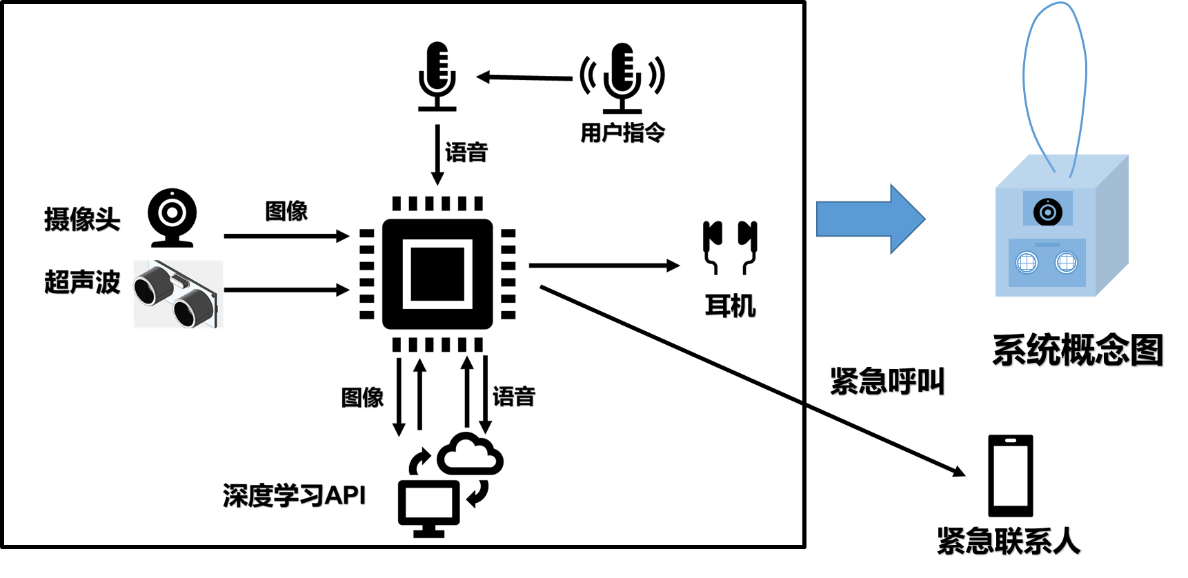 用户指令
语音
摄像头
图像
超声波
耳机
系统概念图
紧急呼叫
图像
语音
深度学习API
紧急联系人